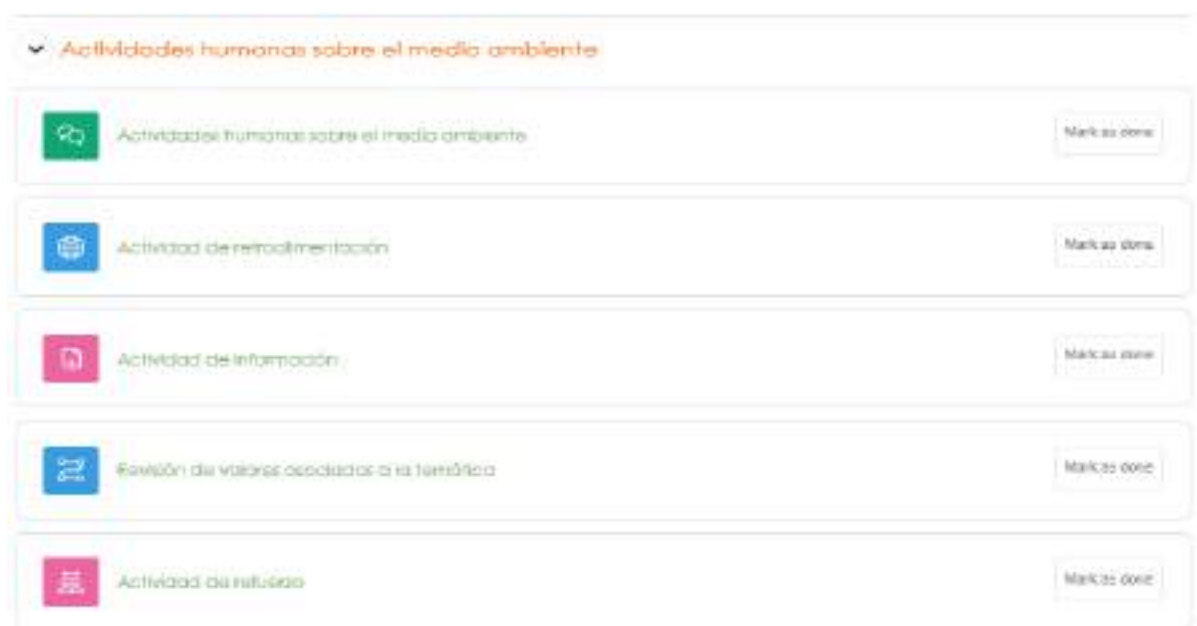 Actividades humanas sobre el medio ambiente
Actividades humanas sobre el medio ambiente
Mark as done
Actividad de retroalimentación
Mark as done
Actividad de información
Mark as done
Revisión de valores asociados a la temática
Mark as done
Actividad de refuerzo
Mark as done